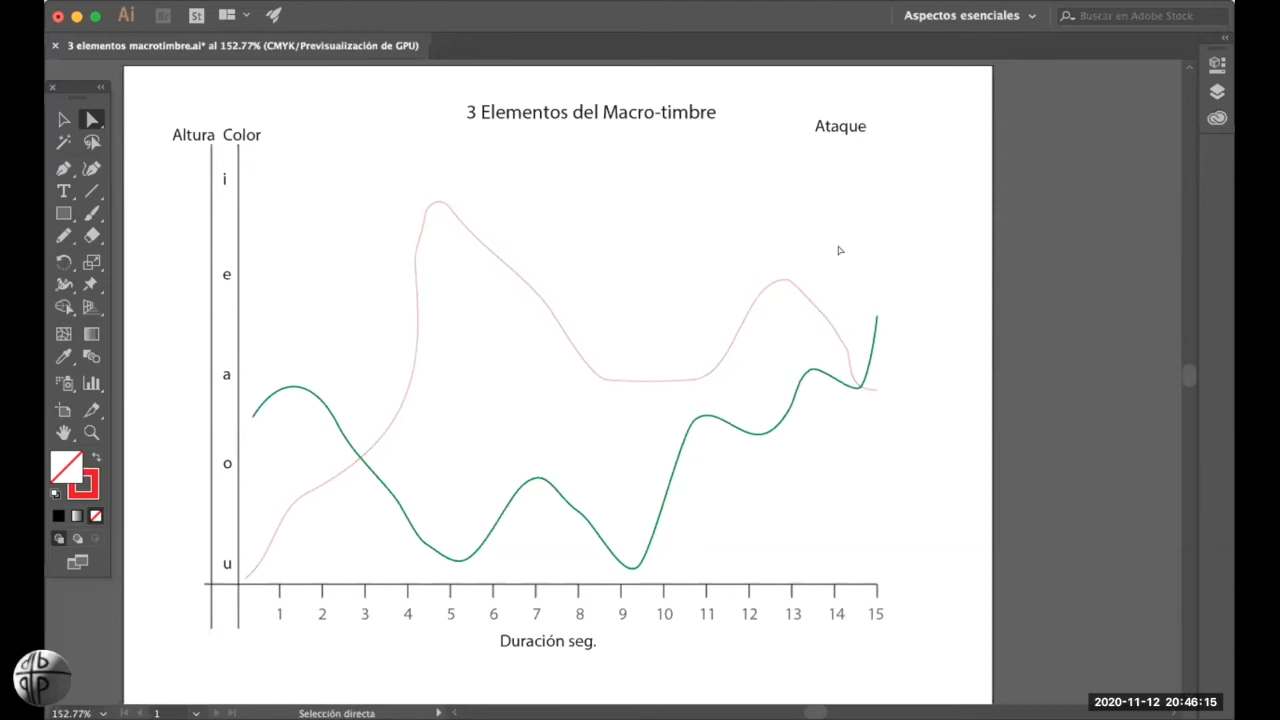 Ai
Br
St
Aspectos esenciales
Buscar en Adobe Stock
3 elementos macrotimbre.ai* al 152.77% (CMYK/Previsualización de GPU)
3 Elementos del Macro-timbre
Ataque
Altura Color
i
e
a
o
u
1 2 3 4 5 6 7 8 9 10 11 12 13 14 15
Duración seg.
152.77%
1
Selección directa
2020-11-12 20:46:15